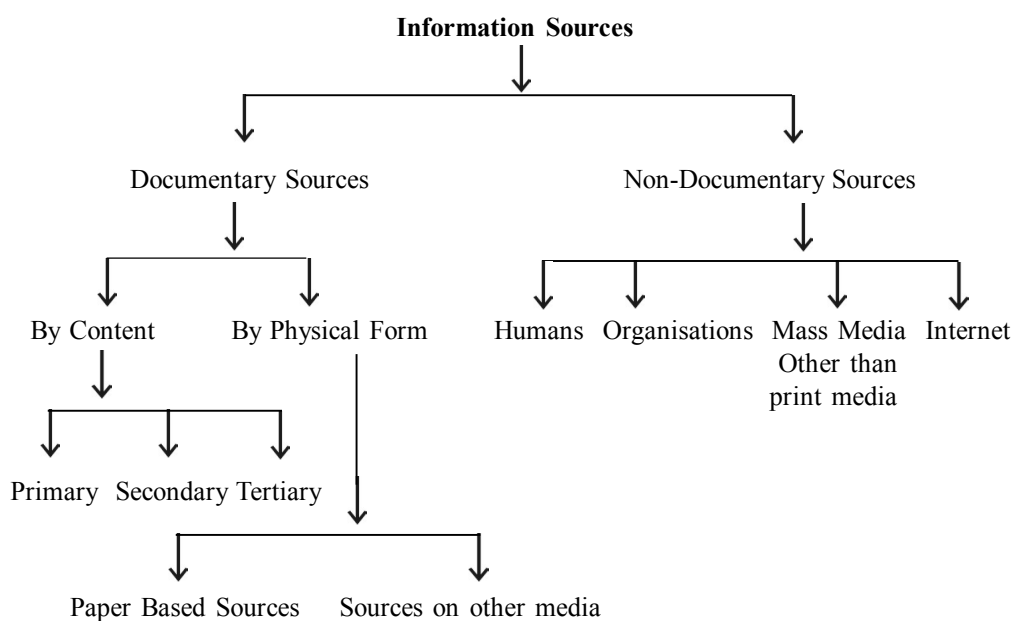 Information Sources
Documentary Sources
Non-Documentary Sources
By Content
By Physical Form
Humans
Organisations
Mass Media
Other than
print media
Internet
Primary
Secondary
Tertiary
Paper Based Sources
Sources on other media